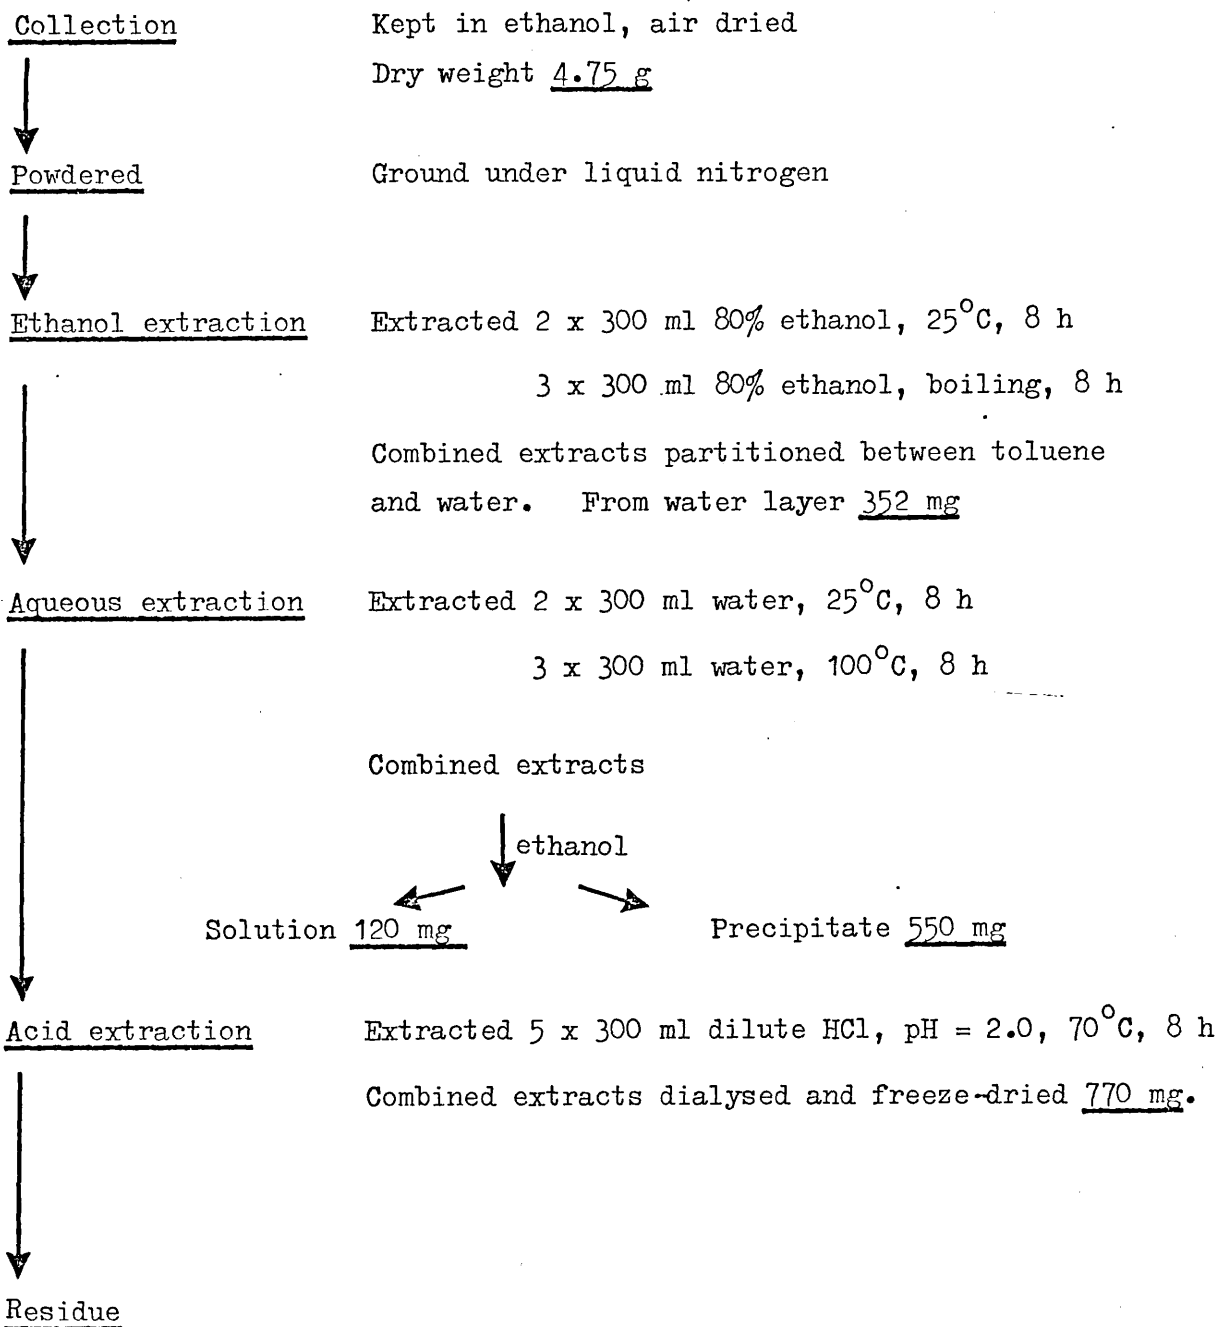 Collection Kept in ethanol, air dried
Dry weight 4.75 g
Powdered Ground under liquid nitrogen
Ethanol extraction Extracted 2 x 300 ml 80% ethanol, 25°C, 8 h
3 x 300 ml 80% ethanol, boiling, 8 h
Combined extracts partitioned between toluene
and water. From water layer 352 mg
Aqueous extraction Extracted 2 x 300 ml water, 25°C, 8 h
3 x 300 ml water, 100°C, 8 h
Combined extracts
ethanol
Solution 120 mg Precipitate 550 mg
Acid extraction Extracted 5 x 300 ml dilute HCl, pH = 2.0, 70°C, 8 h
Combined extracts dialysed and freeze-dried 770 mg.
Residue